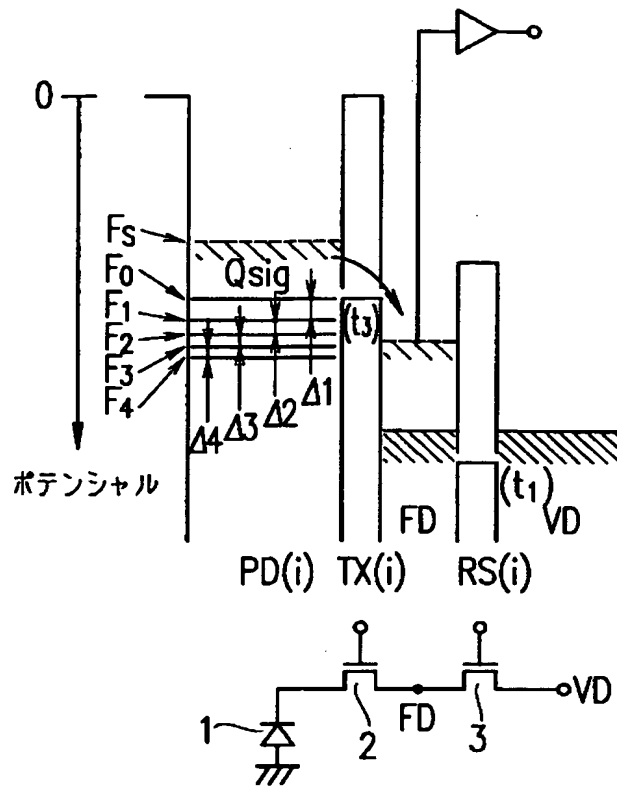 0
Fs
F0
Qsig
F1
(t3)
F2
F3
F4
Δ4 Δ3 Δ2 Δ1
ポテンシャル
(t1)
FD VD
PD(i) TX(i) RS(i)
1
2
FD
3
VD